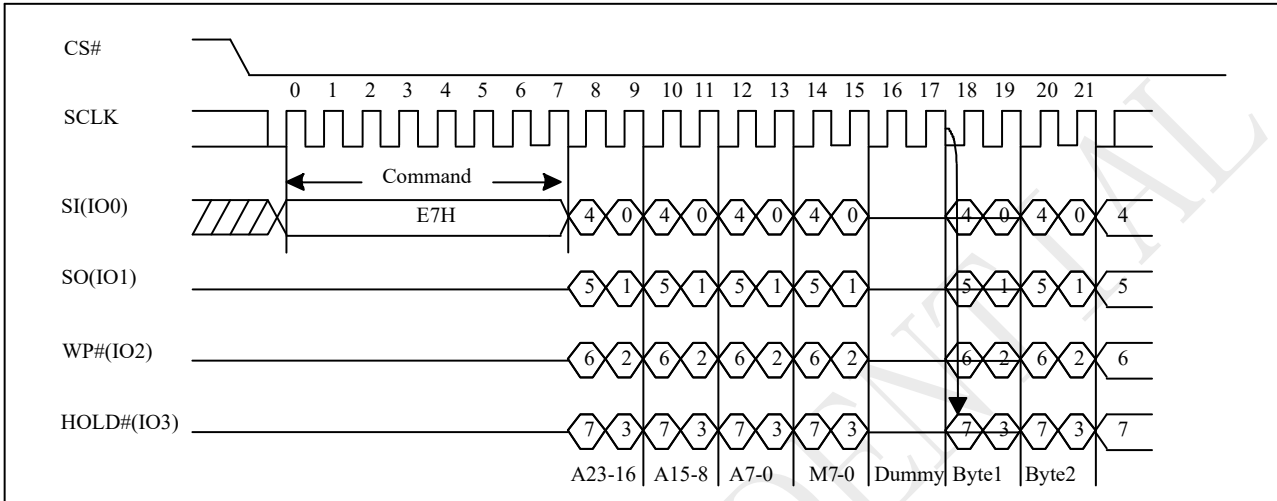 CS#
0 1 2 3 4 5 6 7 8 9 10 11 12 13 14 15 16 17 18 19 20 21
SCLK
Command
SI(IO0) E7H 4 0 4 0 4 0 4 0 4 0 4 0 4
SO(IO1) 5 1 5 1 5 1 5 1 5 1 5 1 5
WP#(IO2) 6 2 6 2 6 2 6 2 6 2 6 2 6
HOLD#(IO3) 7 3 7 3 7 3 7 3 7 3 7 3 7
A23-16 A15-8 A7-0 M7-0 Dummy Byte1 Byte2
DENTIAL